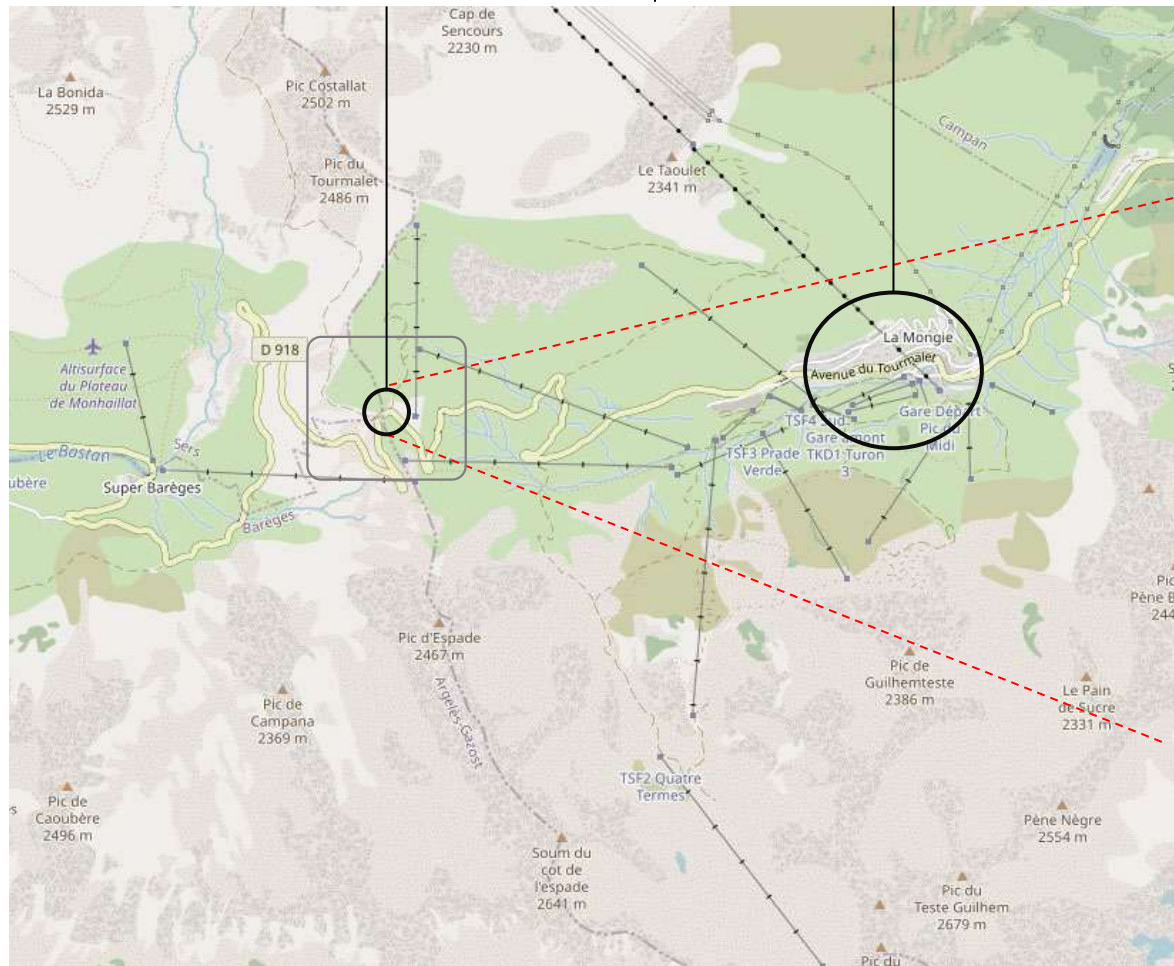 Cap de
Sencours
2230 m
La Bonida
2529 m
Pic Costallat
2502 m
Pic du
Tourmalet
2486 m
Le Taoulet
2341 m
Campan
D 918
Altisurface
du Plateau
de Monhaillat
La Mongie
Avenue du Tourmalet
Sers
Le Bastan
Super Barèges
Barèges
TSF4 Sud
Gare amont
TKD1 Turon
3
Gare Départ
Pic du
Midi
TSF3 Prade
Verde
Pène B
244
Pic d'Espade
2467 m
Argelès-Gazost
Pic de
Guilhemteste
2386 m
Le Pain
de Sucre
2331 m
Pic de
Campana
2369 m
TSF2 Quatre
Termes
Pic de
Caoubère
2496 m
Pène Nègre
2554 m
Soum du
cot de
l'espade
2641 m
Pic du
Teste Guilhem
2679 m
Pic du